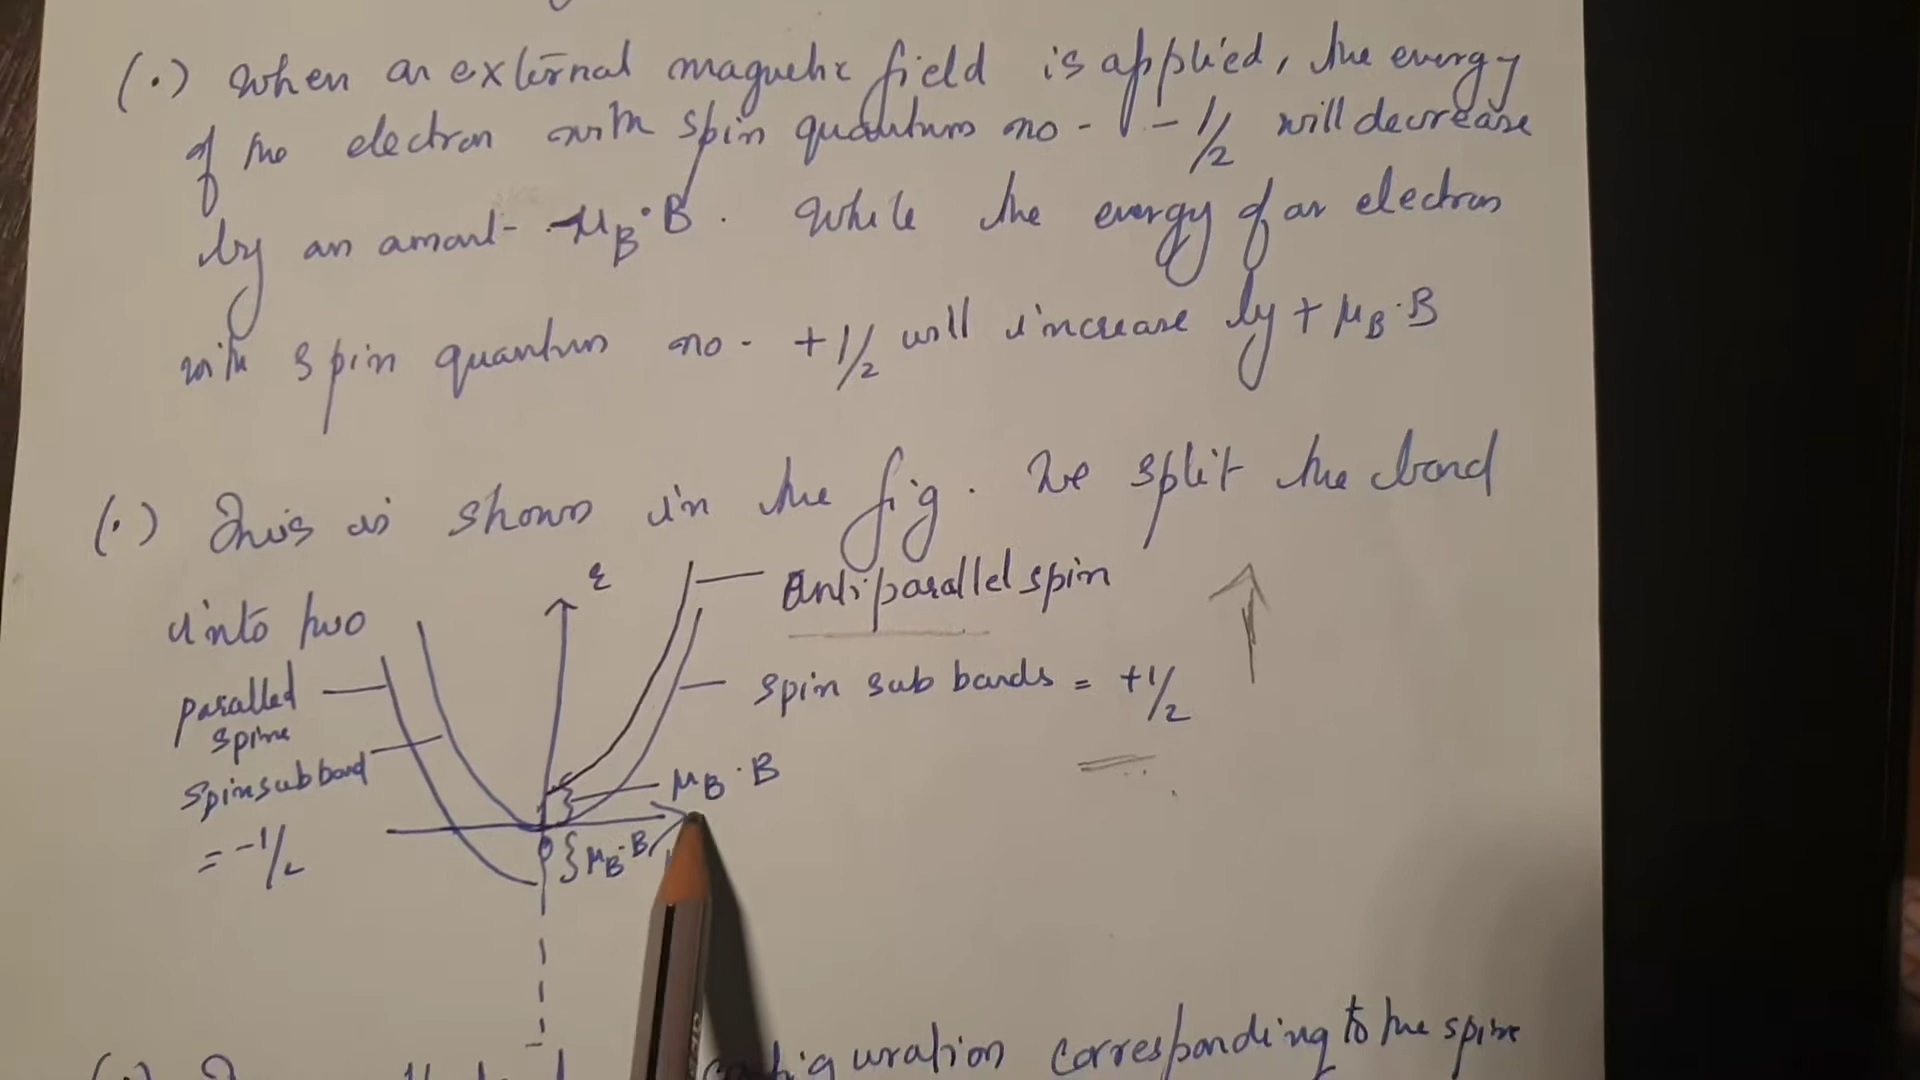 (.) When an external magnetic field is applied, the energy
of the electron with spin quantum no - -1/2 will decrease
by an amount - -μB.B. While the energy of an electron
with spin quantum no - +1/2 will increase by + μB.B
(.) This is shown in the fig. We split the band
into two
ε
Antiparallel spin
parallel
spin
spin sub bands = +1/2
spin sub band
= -1/2
μB.B
{μB.B
configuration corresponding to the spin